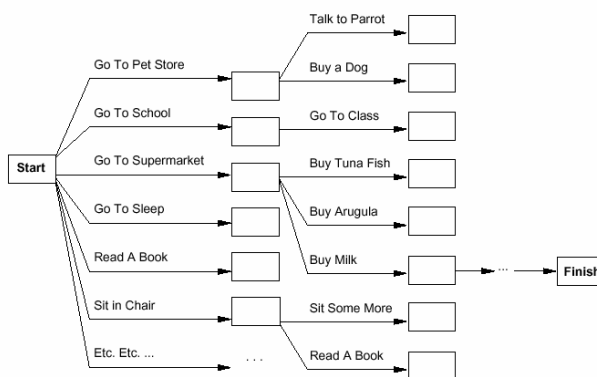 Talk to Parrot
Go To Pet Store
Buy a Dog
Go To School
Go To Class
Start
Go To Supermarket
Buy Tuna Fish
Go To Sleep
Buy Arugula
Read A Book
Buy Milk
...
Finish
Sit in Chair
Sit Some More
Etc. Etc. ...
. . .
Read A Book